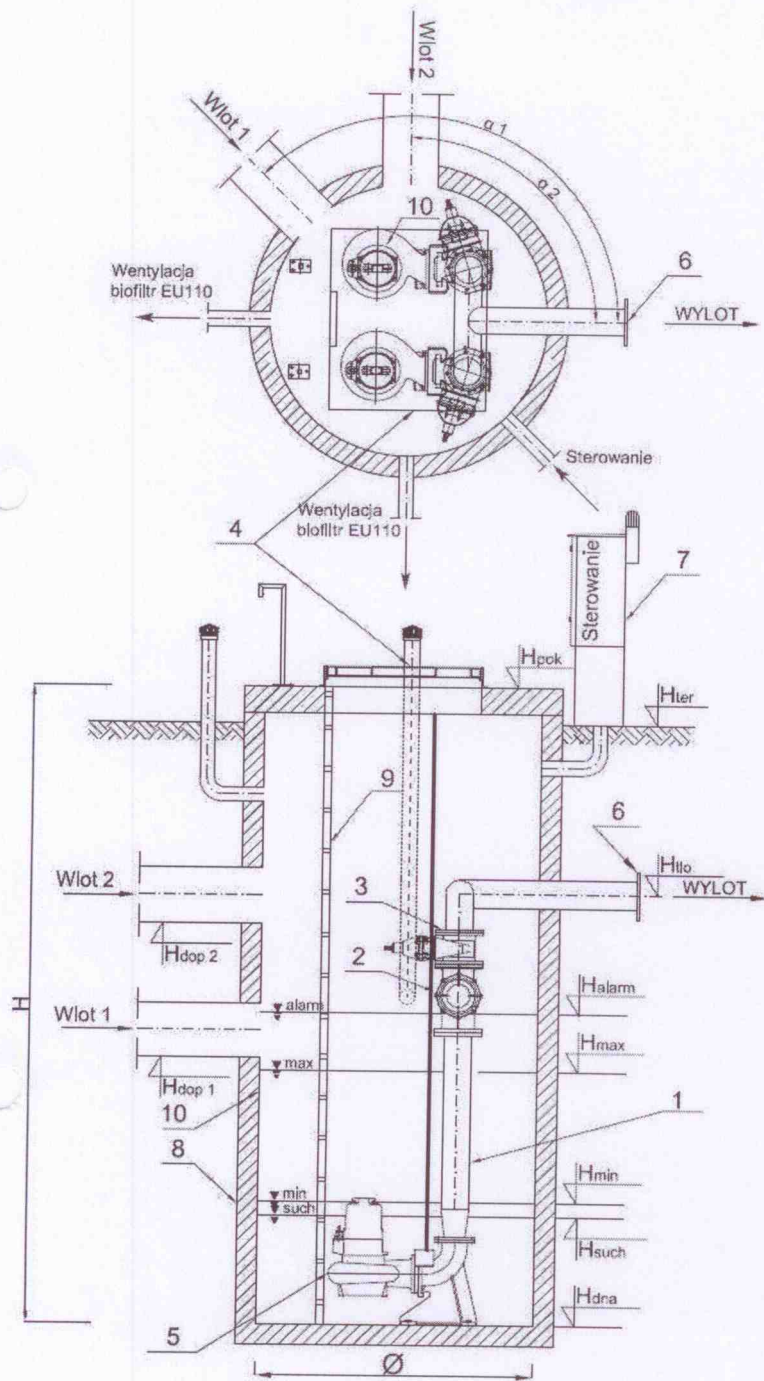 Wlot 2
Wlot 1
α 1
α 2
10
Wentylacja
biofiltr EU110
6
WYLOT
Sterowanie
Wentylacja
biofiltr EU110
4
Sterowanie
7
Hpok
Hter
9
6
Wlot 2
Htło
WYLOT
3
Hdop 2
2
H
alarm
Halarm
Wlot 1
max
Hmax
Hdop 1
10
1
8
min
Hmin
such
Hsuch
Hdna
5
Ø